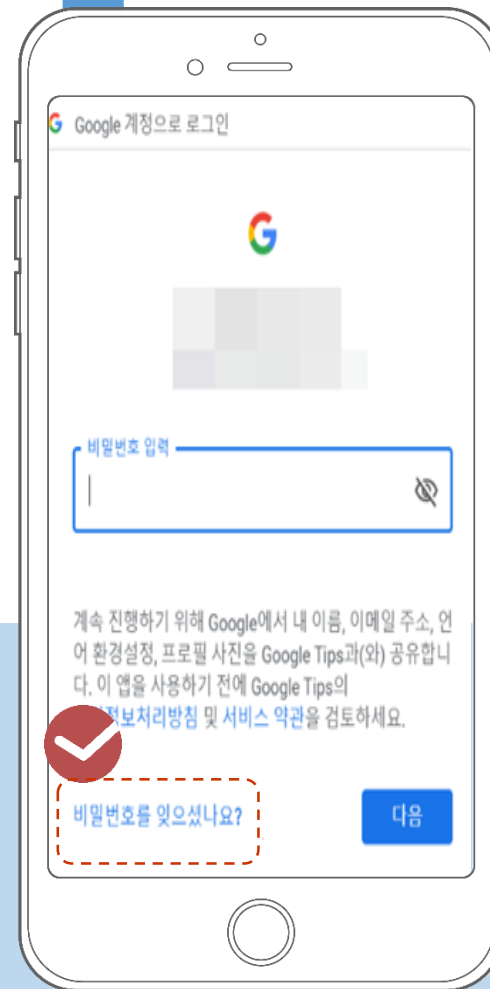 Google 계정으로 로그인
비밀번호 입력
계속 진행하기 위해 Google에서 내 이름, 이메일 주소, 언
어 환경설정, 프로필 사진을 Google Tips과(와) 공유합니
다. 이 앱을 사용하기 전에 Google Tips의
정보처리방침 및 서비스 약관을 검토하세요.
비밀번호를 잊으셨나요?
다음